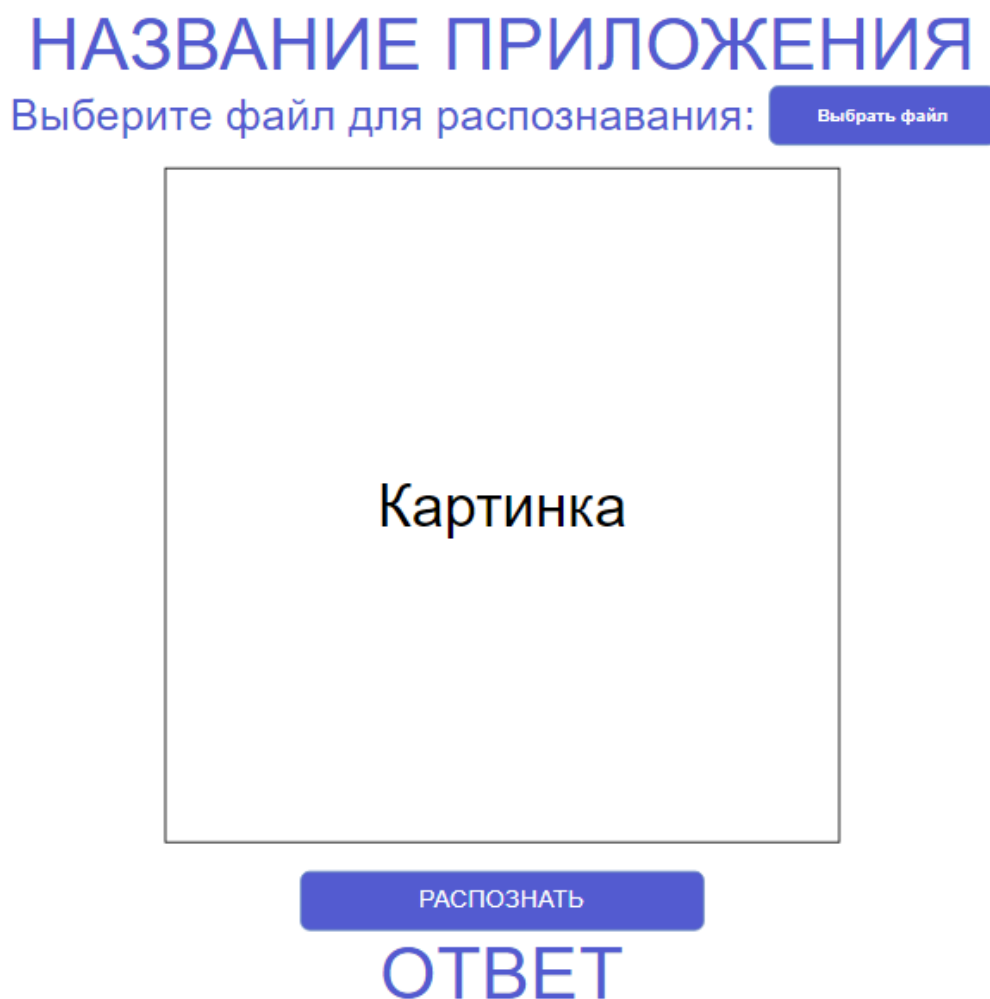 НАЗВАНИЕ ПРИЛОЖЕНИЯ
Выберите файл для распознавания: Выбрать файл
Картинка
РАСПОЗНАТЬ
ОТВЕТ